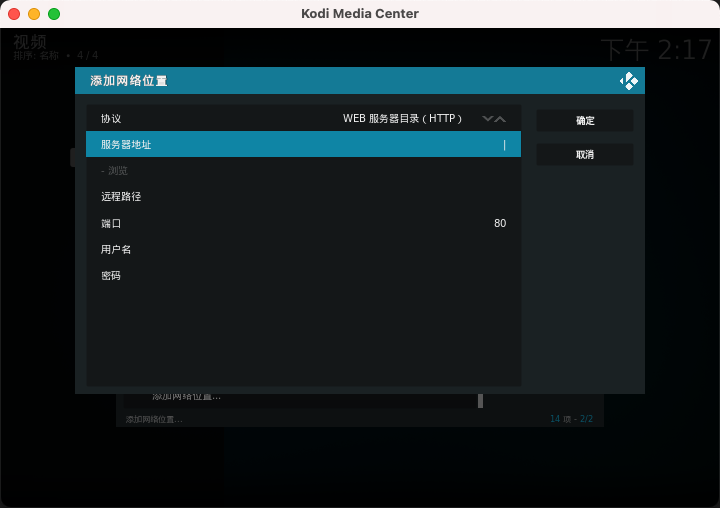 Kodi Media Center
视频
排序: 名称 • 4 / 4
下午 2:17
添加网络位置
协议
WEB 服务器目录 ( HTTP )
服务器地址
- 浏览
远程路径
端口
80
用户名
密码
确定
取消
添加网络位置...
添加网络位置...
14 项 - 2/2